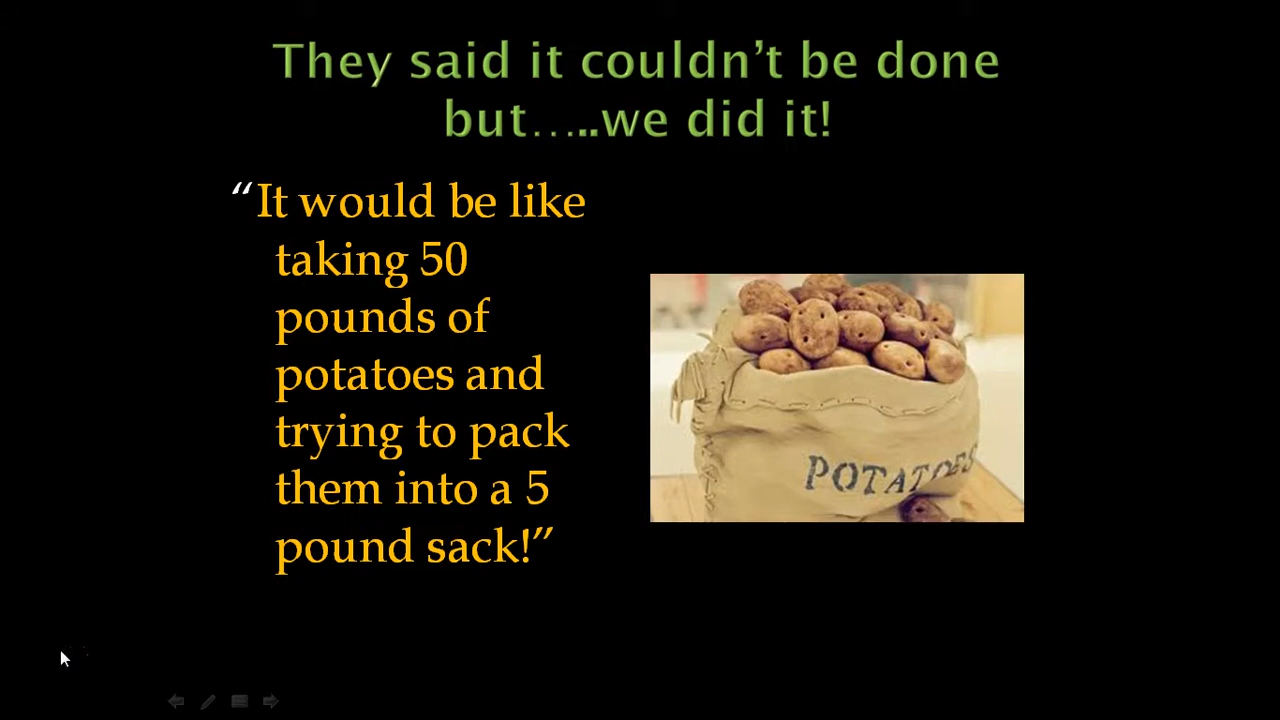 They said it couldn’t be done
but…..we did it!
“It would be like
taking 50
pounds of
potatoes and
trying to pack
them into a 5
pound sack!”
POTATOES